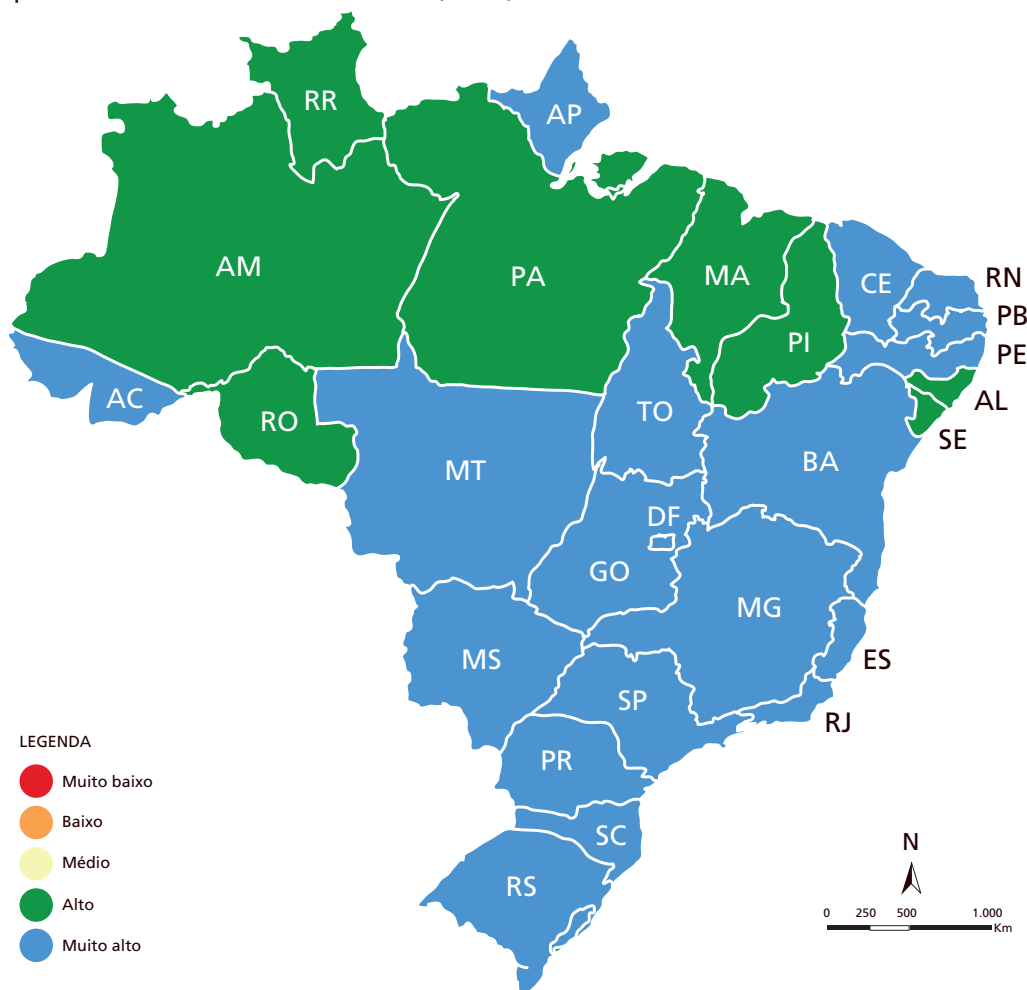 RR
AP
AM
PA
MA
CE
RN
PB
PI
PE
AC
AL
RO
TO
SE
MT
BA
DF
GO
MG
MS
ES
SP
RJ
PR
SC
RS
LEGENDA
Muito baixo
Baixo
Médio
Alto
Muito alto
N
0 250 500 1.000
Km